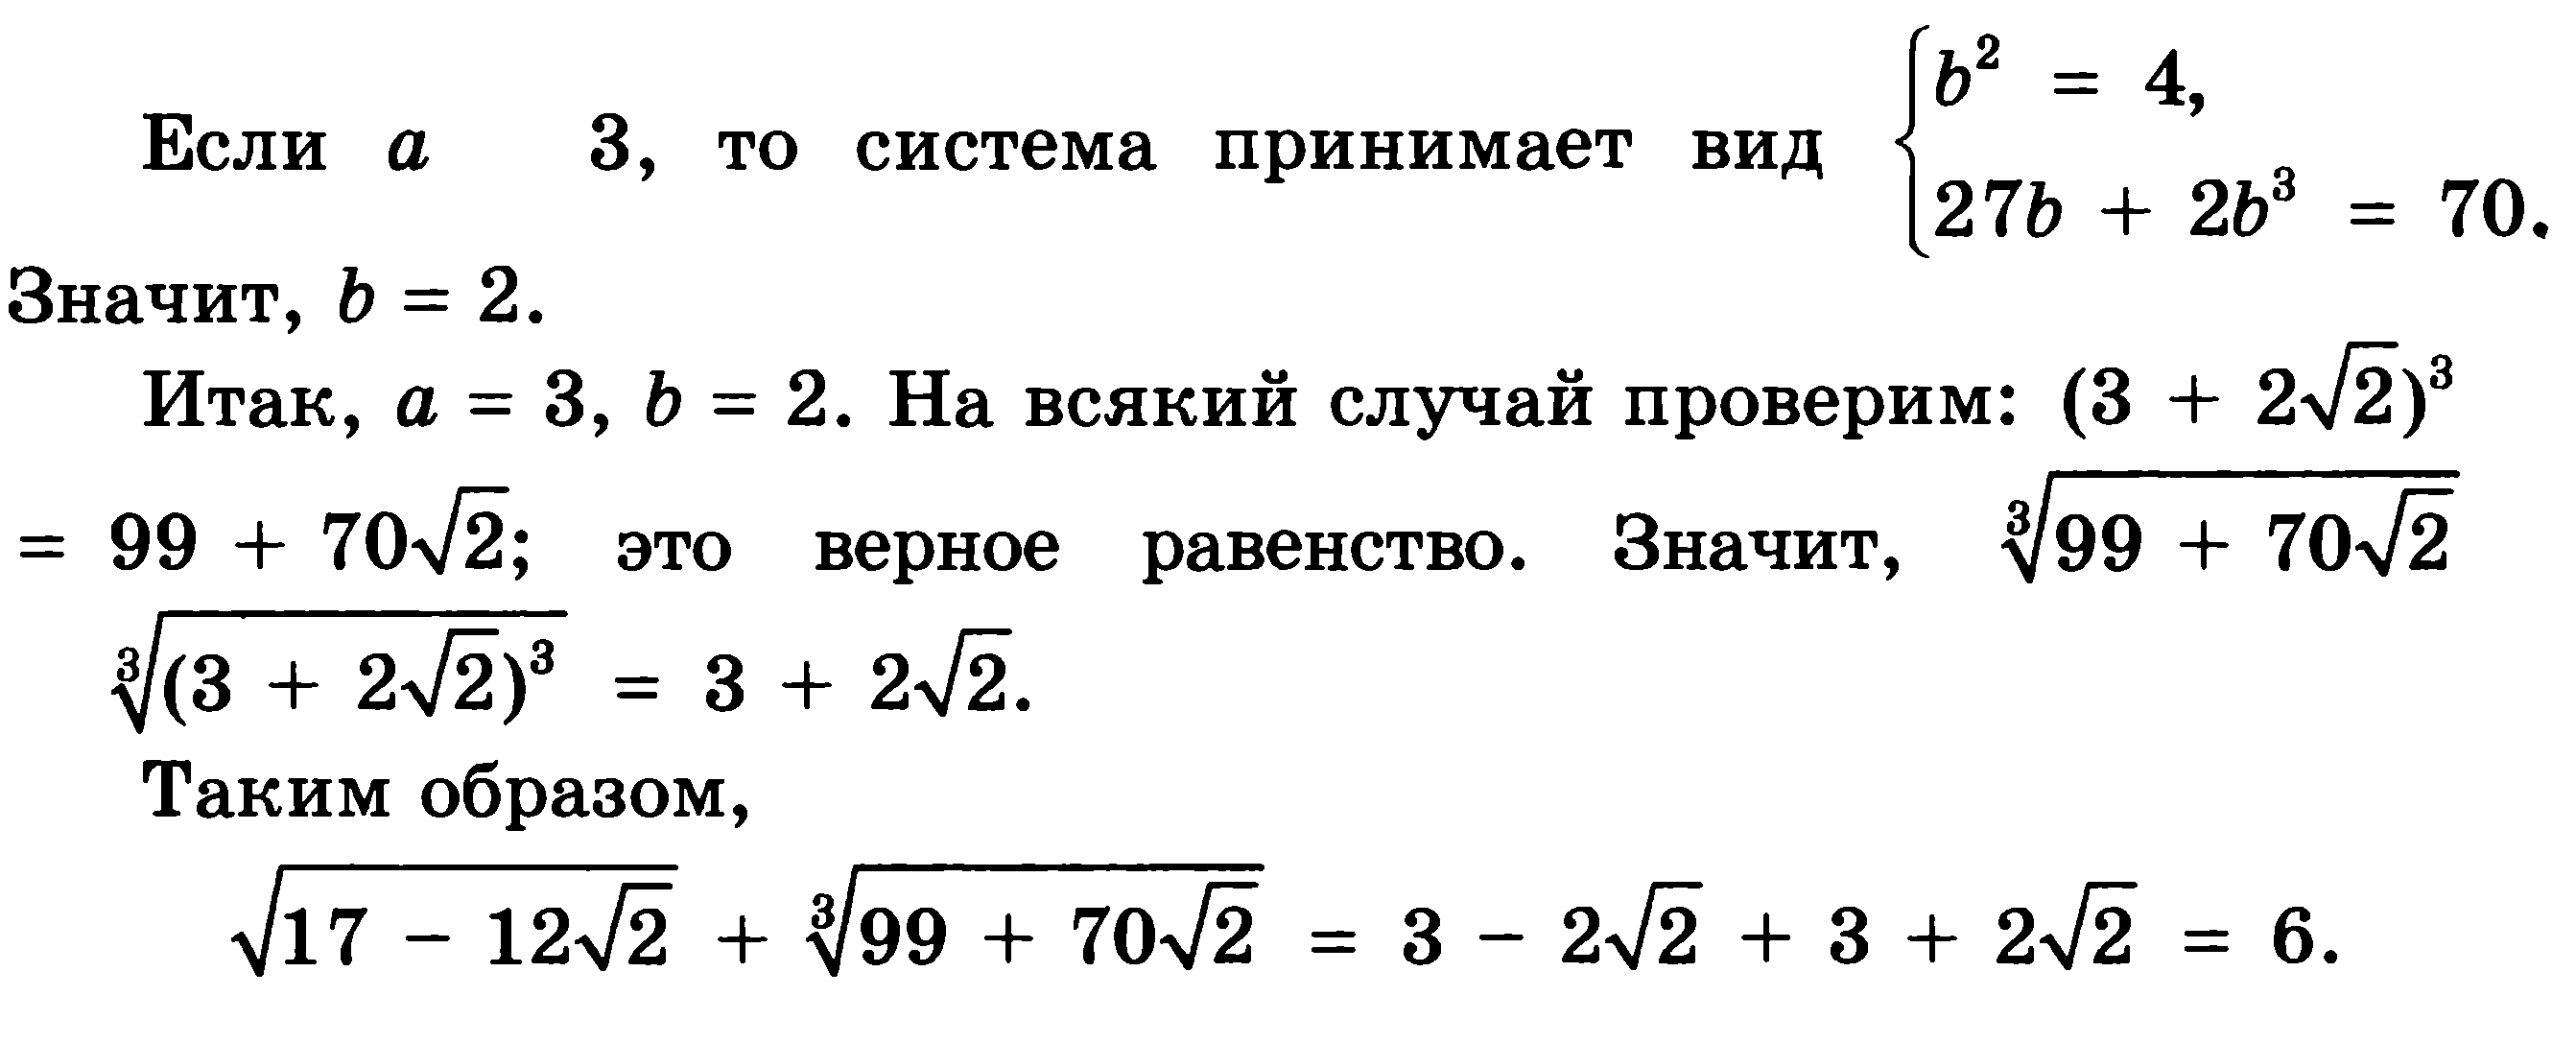 Если a 3, то система принимает вид { b² = 4,
27b + 2b³ = 70.
Значит, b = 2.
Итак, a = 3, b = 2. На всякий случай проверим: (3 + 2√2)³
= 99 + 70√2; это верное равенство. Значит, ∛(99 + 70√2)
∛((3 + 2√2)³) = 3 + 2√2.
Таким образом,
√(17 − 12√2) + ∛(99 + 70√2) = 3 − 2√2 + 3 + 2√2 = 6.